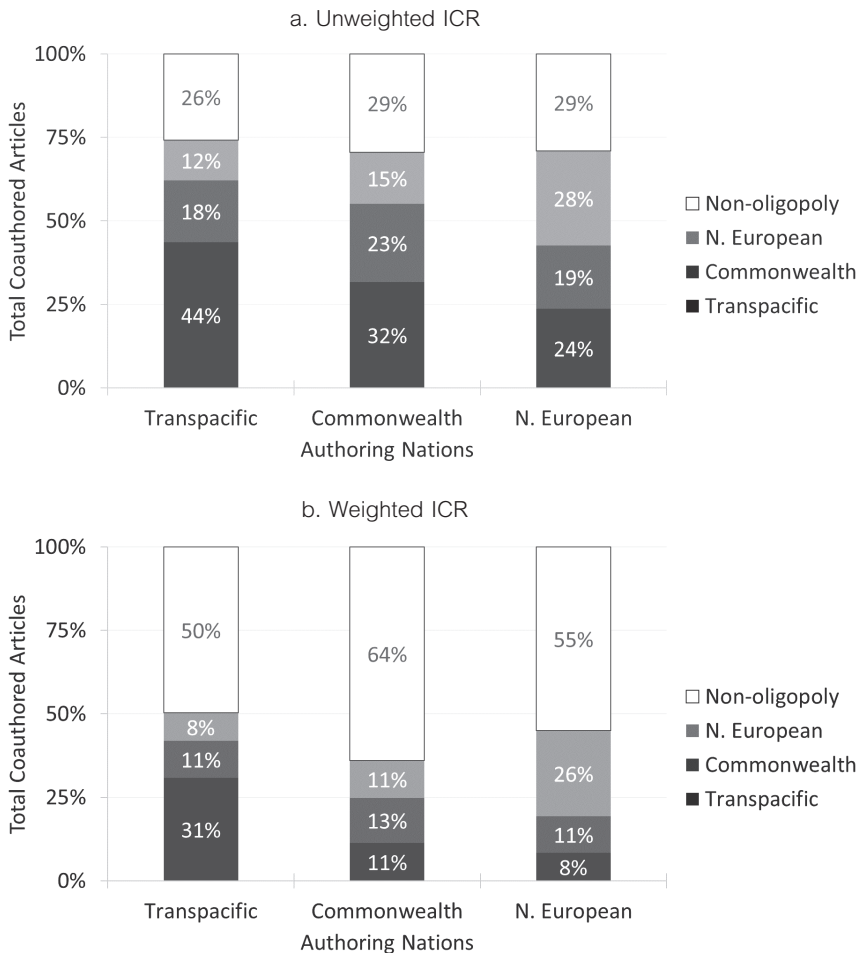 a. Unweighted ICR
Total Coauthored Articles
100%
75%
50%
25%
0%
26%
12%
18%
44%
29%
15%
23%
32%
29%
28%
19%
24%
Transpacific
Commonwealth
N. European
Authoring Nations
Non-oligopoly
N. European
Commonwealth
Transpacific
b. Weighted ICR
Total Coauthored Articles
100%
75%
50%
25%
0%
50%
8%
11%
31%
64%
11%
13%
11%
55%
26%
11%
8%
Transpacific
Commonwealth
N. European
Authoring Nations
Non-oligopoly
N. European
Commonwealth
Transpacific